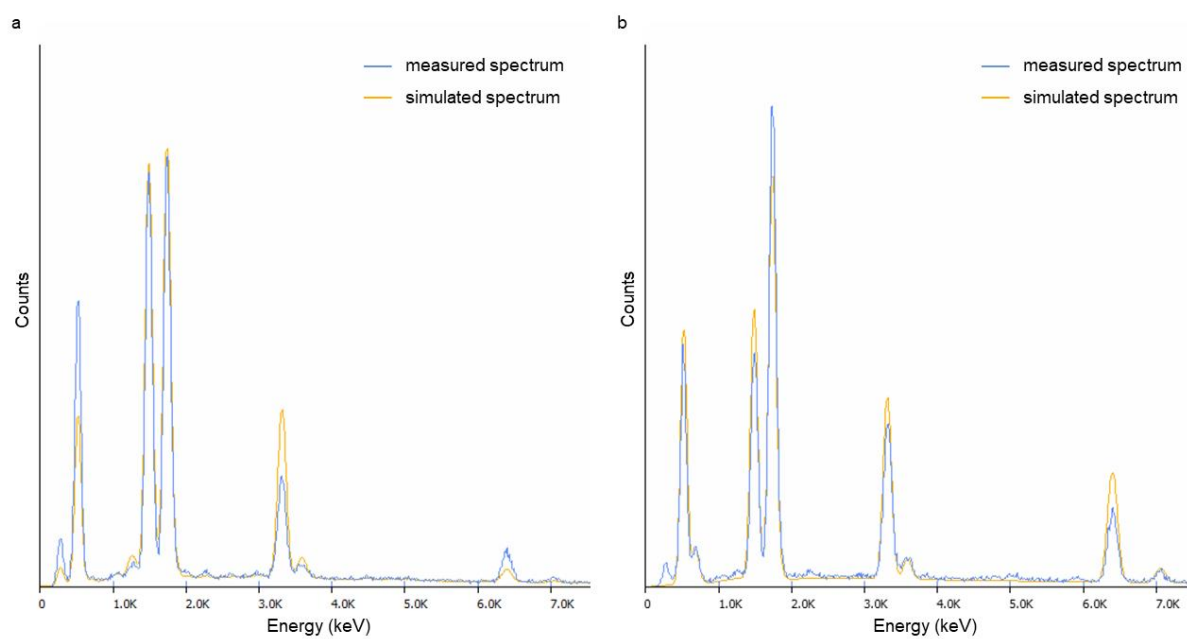 a
measured spectrum
simulated spectrum
Counts
0 1.0K 2.0K 3.0K 4.0K 5.0K 6.0K 7.0K
Energy (keV)
b
measured spectrum
simulated spectrum
Counts
0 1.0K 2.0K 3.0K 4.0K 5.0K 6.0K 7.0K
Energy (keV)